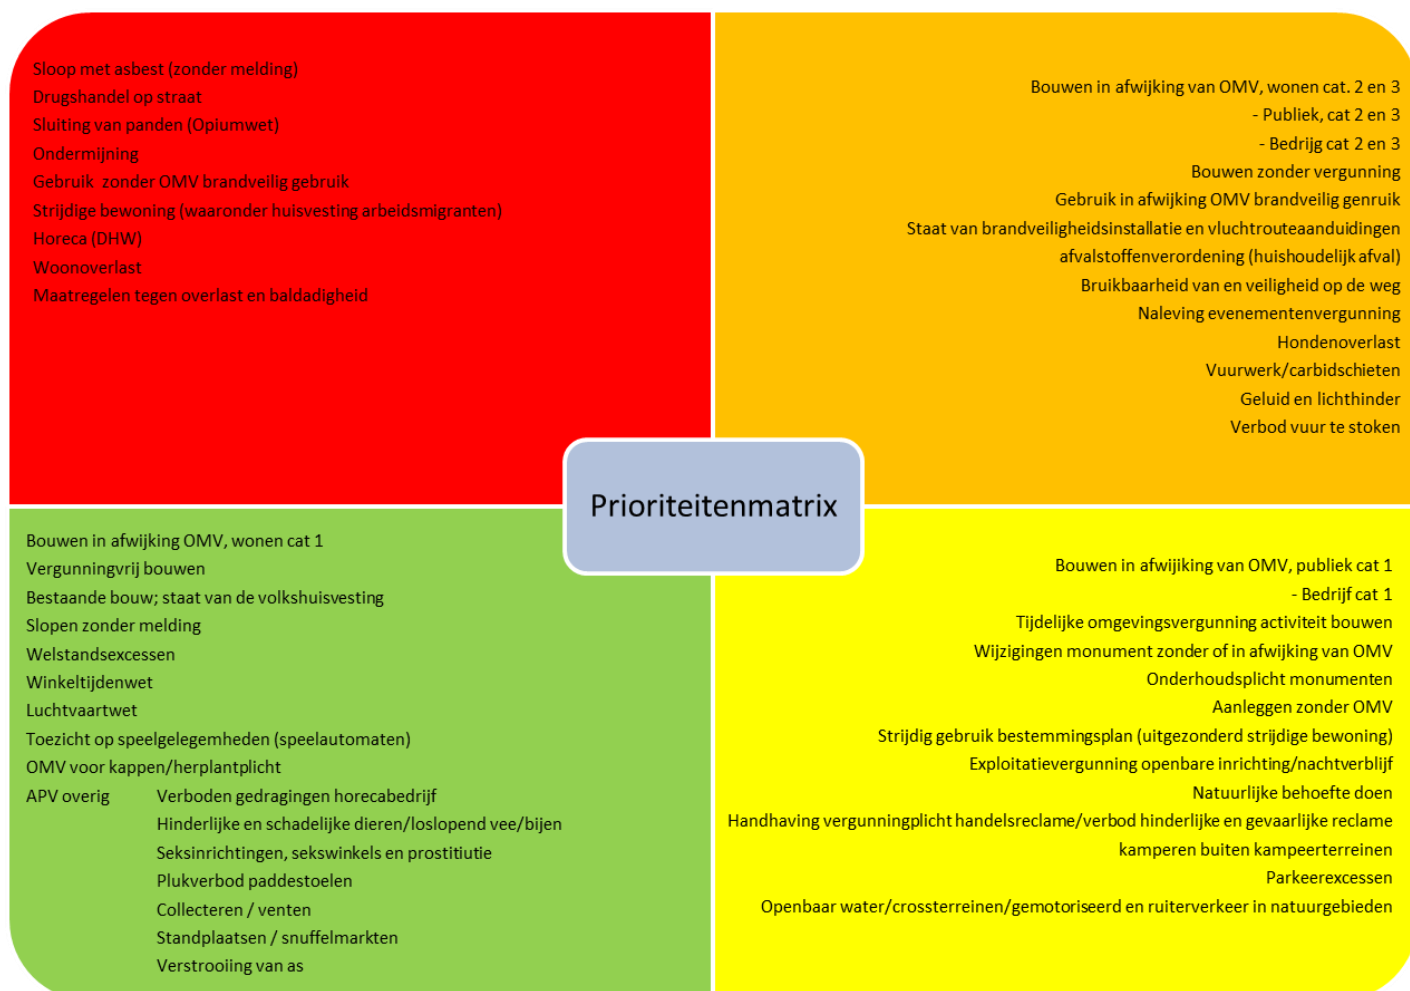 Sloop met asbest (zonder melding)
Drugshandel op straat
Sluiting van panden (Opiumwet)
Ondermijning
Gebruik zonder OMV brandveilig gebruik
Strijdige bewoning (waaronder huisvesting arbeidsmigranten)
Horeca (DHW)
Woonoverlast
Maatregelen tegen overlast en baldadigheid
Bouwen in afwijking van OMV, wonen cat. 2 en 3
- Publiek, cat 2 en 3
- Bedrijg cat 2 en 3
Bouwen zonder vergunning
Gebruik in afwijking OMV brandveilig genruik
Staat van brandveiligheidsinstallatie en vluchtrouteaanduidingen
afvalstoffenverordening (huishoudelijk afval)
Bruikbaarheid van en veiligheid op de weg
Naleving evenementenvergunning
Hondenoverlast
Vuurwerk/carbidschieten
Geluid en lichthinder
Verbod vuur te stoken
Prioriteitenmatrix
Bouwen in afwijking OMV, wonen cat 1
Vergunningvrij bouwen
Bestaande bouw; staat van de volkshuisvesting
Slopen zonder melding
Welstandsexcessen
Winkeltijdenwet
Luchtvaartwet
Toezicht op speelgelegemheden (speelautomaten)
OMV voor kappen/herplantplicht
APV overig Verboden gedragingen horecabedrijf
Hinderlijke en schadelijke dieren/loslopend vee/bijen
Seksinrichtingen, sekswinkels en prostitiutie
Plukverbod paddestoelen
Collecteren / venten
Standplaatsen / snuffelmarkten
Verstrooiing van as
Bouwen in afwijiking van OMV, publiek cat 1
- Bedrijf cat 1
Tijdelijke omgevingsvergunning activiteit bouwen
Wijzigingen monument zonder of in afwijking van OMV
Onderhoudsplicht monumenten
Aanleggen zonder OMV
Strijdig gebruik bestemmingsplan (uitgezonderd strijdige bewoning)
Exploitatievergunning openbare inrichting/nachtverblijf
Natuurlijke behoefte doen
Handhaving vergunningplicht handelsreclame/verbod hinderlijke en gevaarlijke reclame
kamperen buiten kampeerterreinen
Parkeerexcessen
Openbaar water/crossterreinen/gemotoriseerd en ruiterverkeer in natuurgebieden